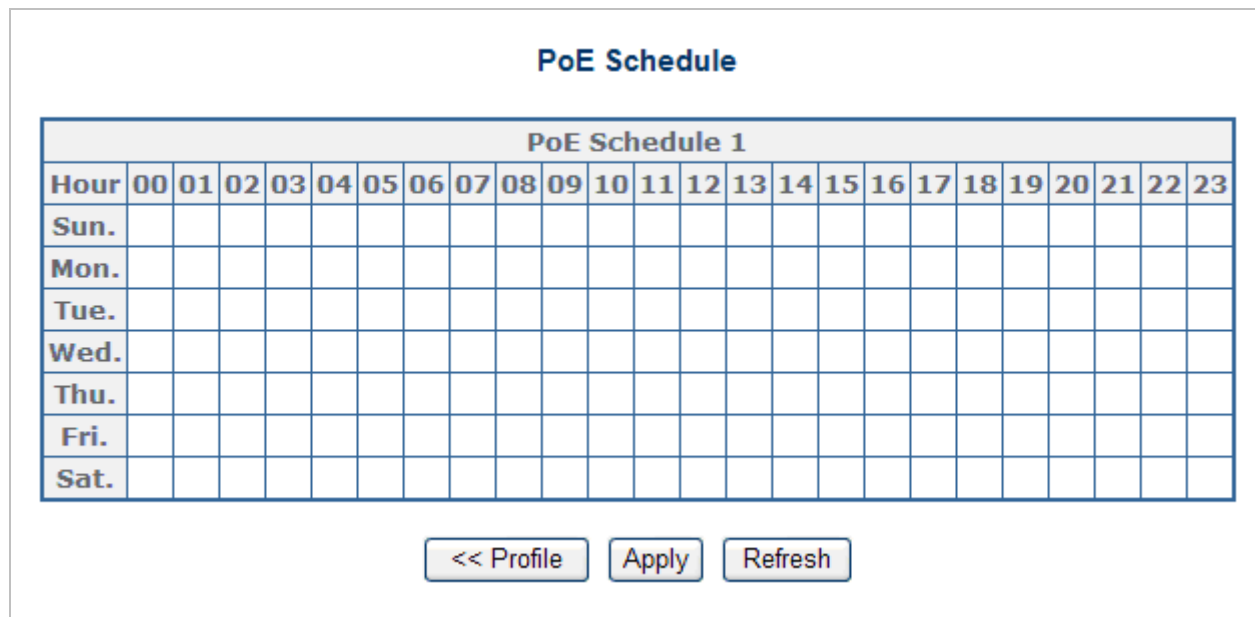 PoE Schedule
PoE Schedule 1
Hour 00 01 02 03 04 05 06 07 08 09 10 11 12 13 14 15 16 17 18 19 20 21 22 23
Sun.
Mon.
Tue.
Wed.
Thu.
Fri.
Sat.
<< Profile Apply Refresh